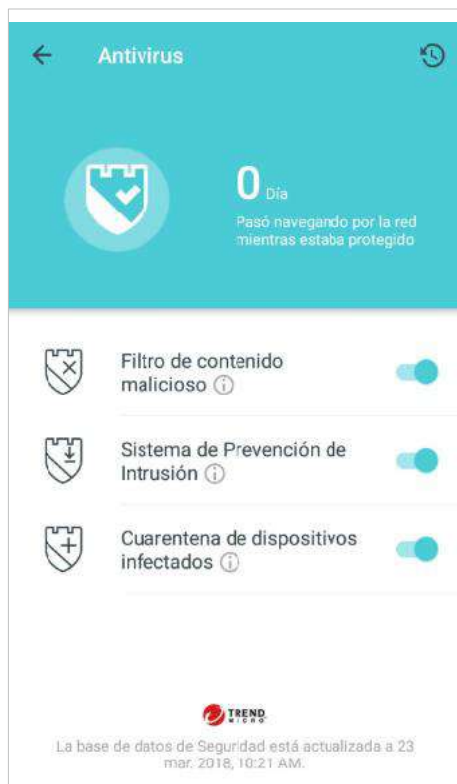 Antivirus
0 Día
Pasó navegando por la red
mientras estaba protegido
Filtro de contenido
malicioso
Sistema de Prevención de
Intrusión
Cuarentena de dispositivos
infectados
TREND
MICRO
La base de datos de Seguridad está actualizada a 23
mar. 2018, 10:21 AM.